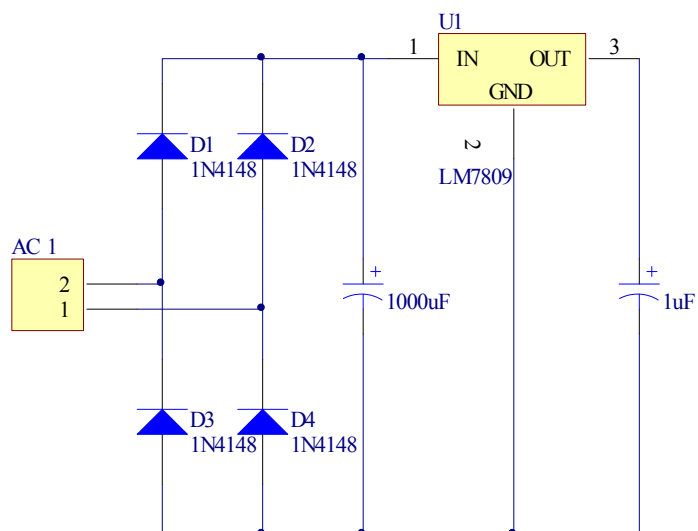 U1
1
IN
OUT
3
GND
2
LM7809
D1
1N4148
D2
1N4148
AC 1
2
1
+
1000uF
+
1uF
D3
1N4148
D4
1N4148